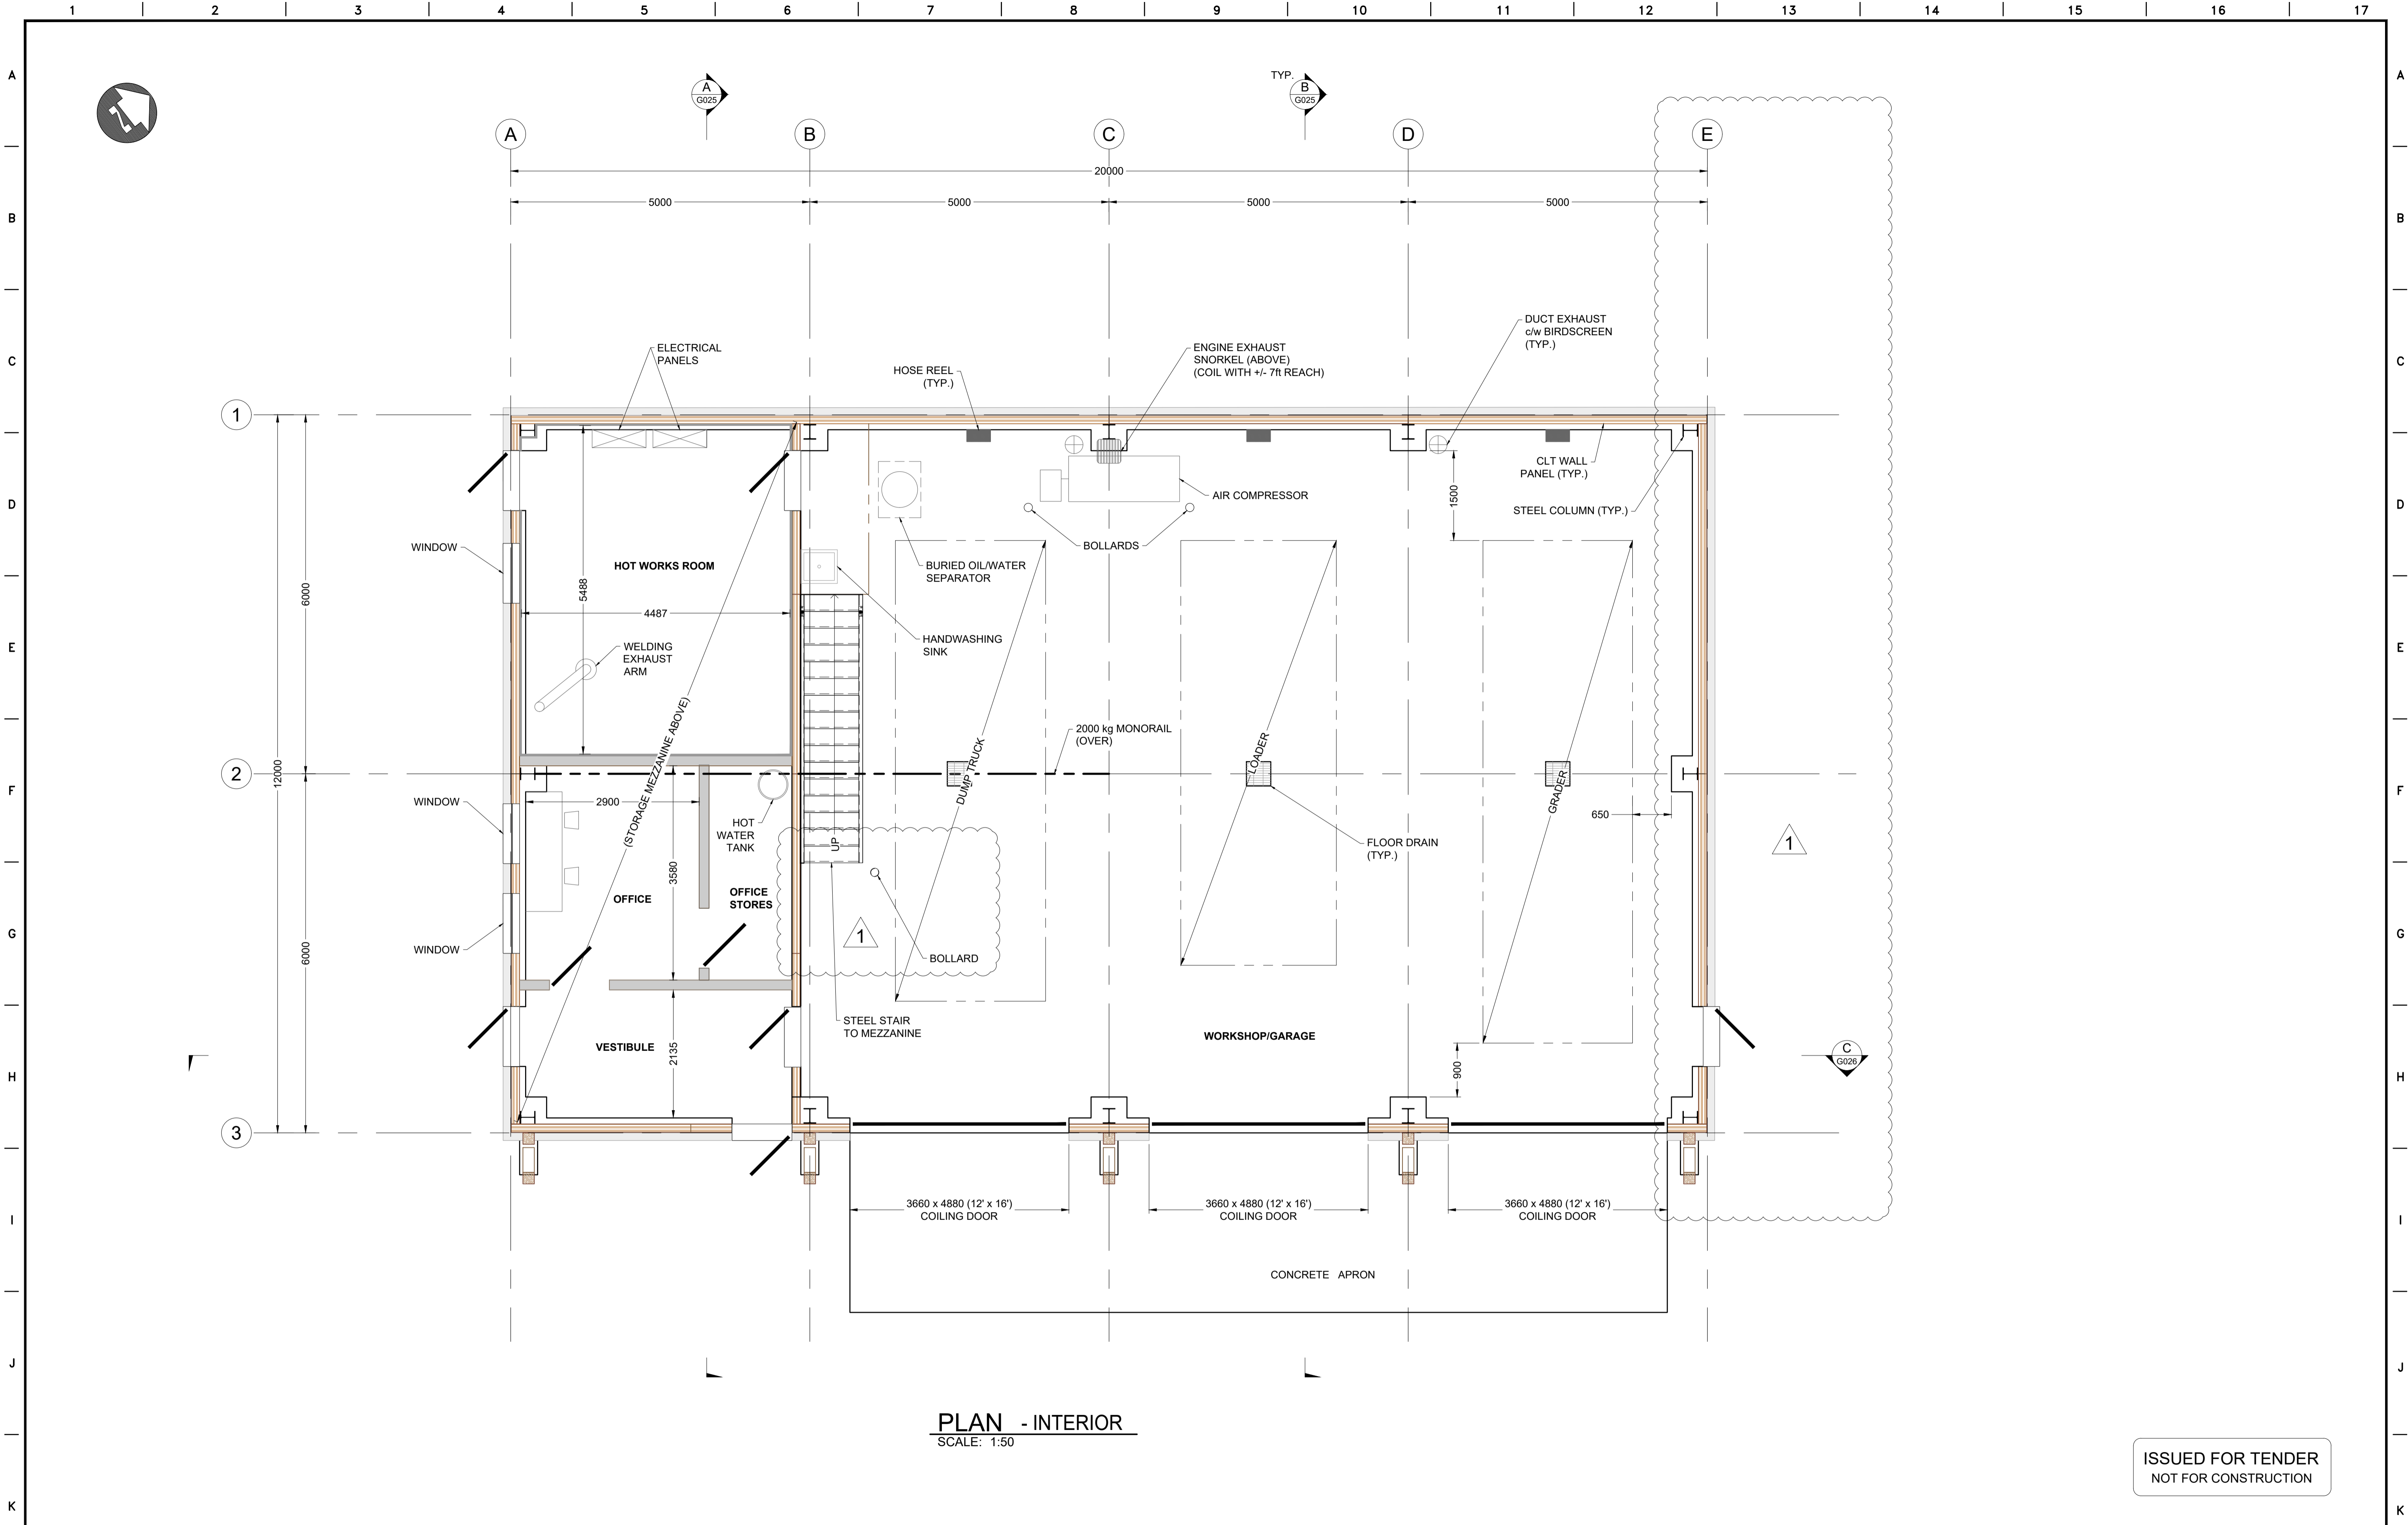 1 2 3 4 5 6 7 8 9 10 11 12 13 14 15 16 17
A A
TYP.
A
G025
B
G025
A B C D E
20000
B B
5000 5000 5000 5000
DUCT EXHAUST
c/w BIRDSCREEN
(TYP.)
ELECTRICAL
PANELS
ENGINE EXHAUST
SNORKEL (ABOVE)
(COIL WITH +/- 7ft REACH)
C C
HOSE REEL
(TYP.)
1
CLT WALL
PANEL (TYP.)
AIR COMPRESSOR
1500
D D
STEEL COLUMN (TYP.)
WINDOW
BOLLARDS
HOT WORKS ROOM
BURIED OIL/WATER
SEPARATOR
5488
6000
4487
HANDWASHING
SINK
E E
WELDING
EXHAUST
ARM
(STORAGE MEZZANINE ABOVE)
2000 kg MONORAIL
(OVER)
DUMP TRUCK
LOADER
GRADER
2
12000
F F
WINDOW
2900
650
HOT
WATER
TANK
UP
FLOOR DRAIN
(TYP.)
1
3580
OFFICE
OFFICE
STORES
G G
1
WINDOW
6000
BOLLARD
STEEL STAIR
TO MEZZANINE
WORKSHOP/GARAGE
VESTIBULE
2135
900
C
G026
H H
3
3660 x 4880 (12' x 16')
COILING DOOR
3660 x 4880 (12' x 16')
COILING DOOR
3660 x 4880 (12' x 16')
COILING DOOR
I I
CONCRETE APRON
J J
PLAN - INTERIOR
SCALE: 1:50
ISSUED FOR TENDER
NOT FOR CONSTRUCTION
K K